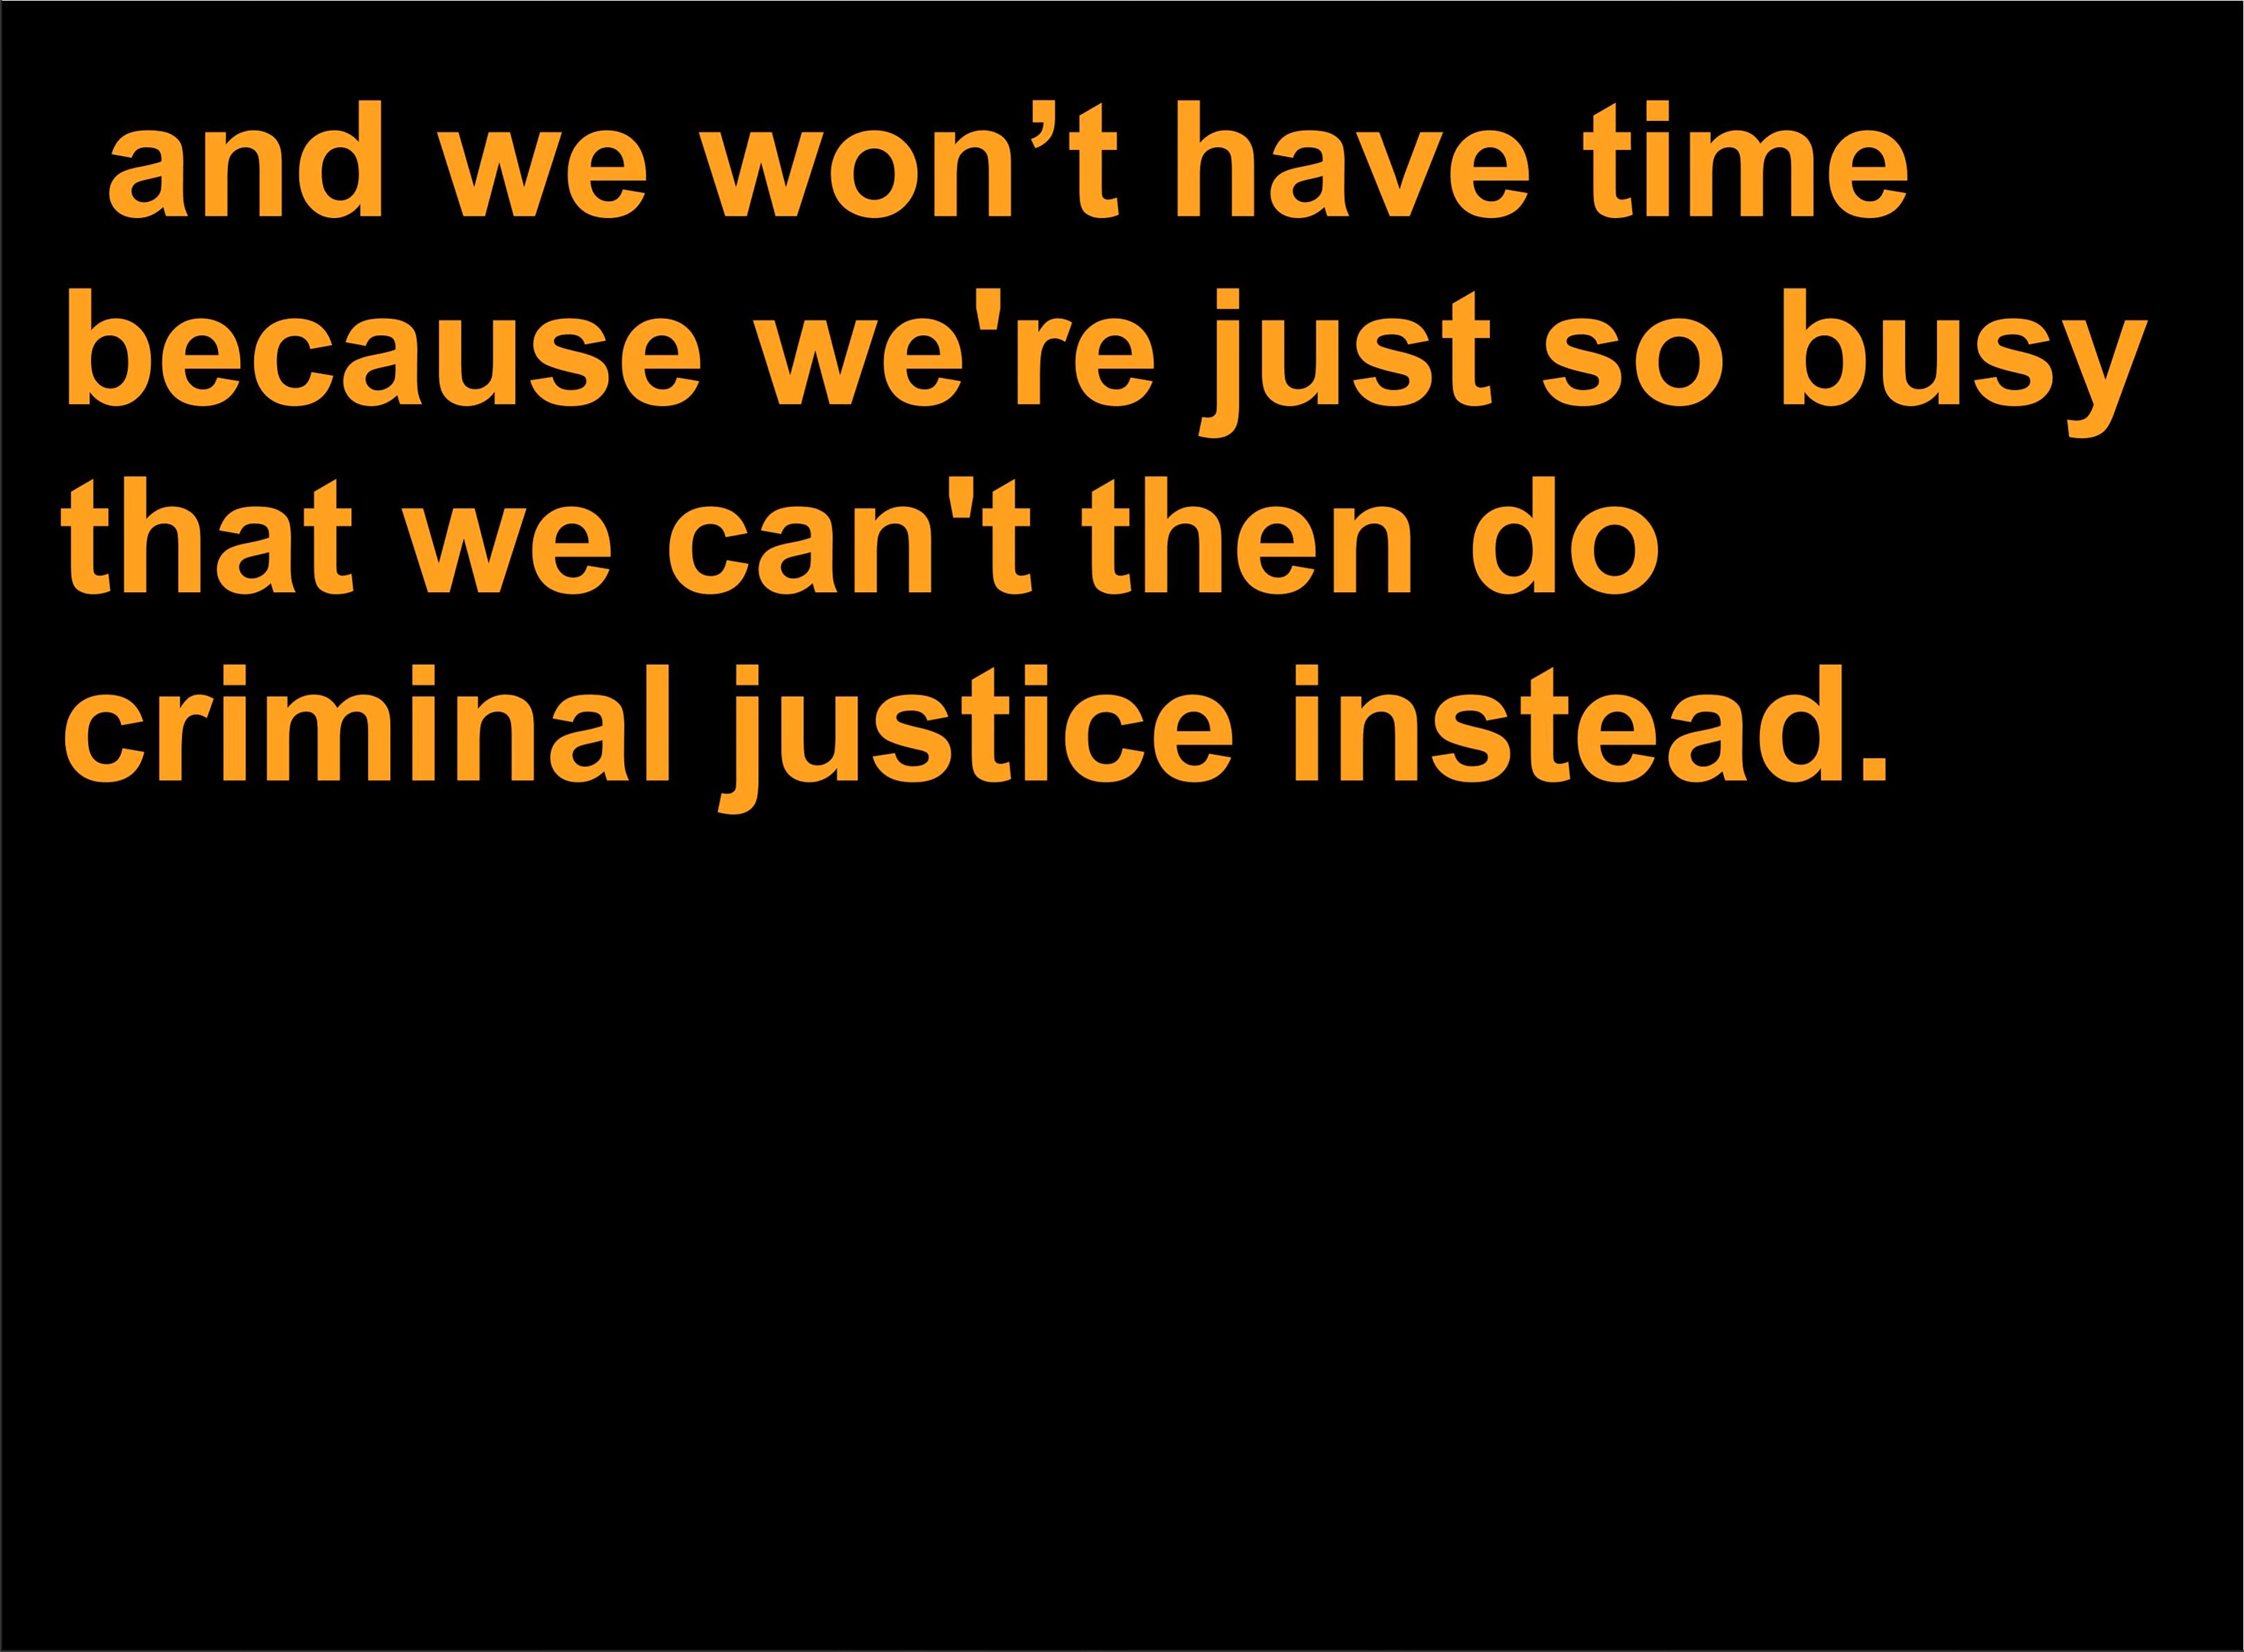 and we won’t have time
because we're just so busy
that we can't then do
criminal justice instead.